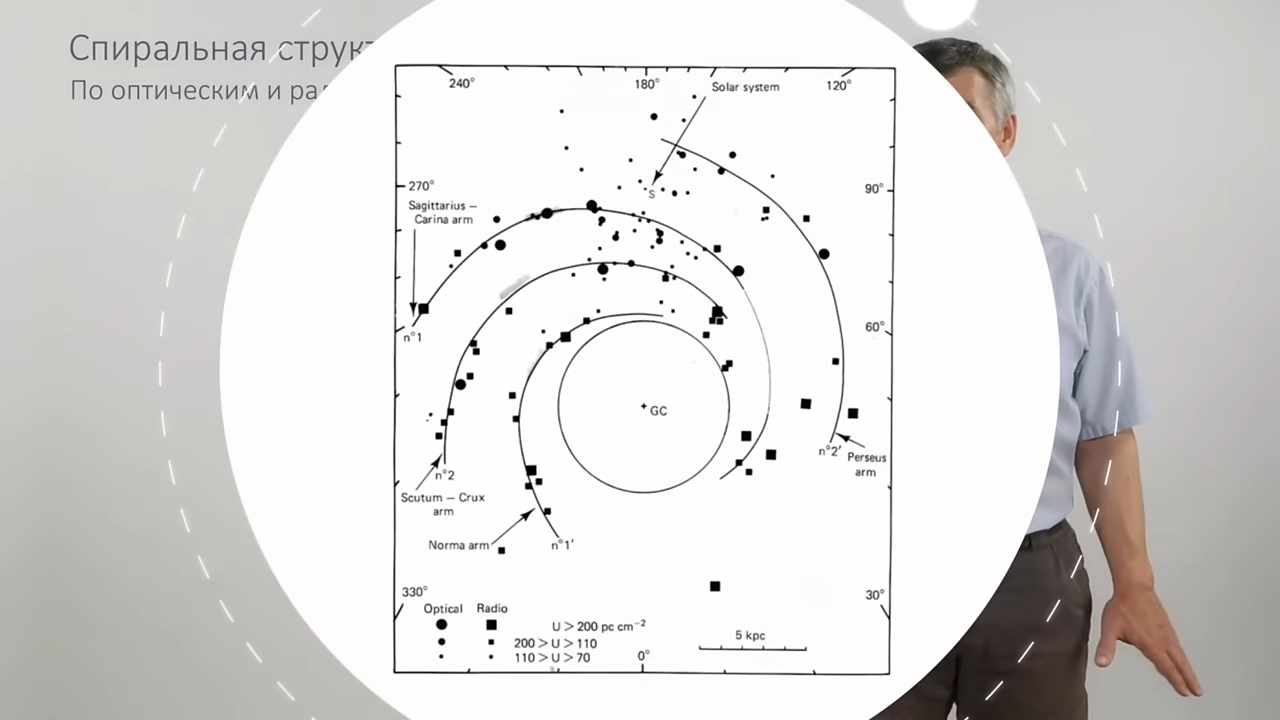 Спиральная
По оптическим и
240°
180°
120°
Solar system
270°
90°
Sagittarius –
Carina arm
S
n°1
60°
GC
n°2
Scutum – Crux
arm
n°2'
Perseus
arm
Norma arm
n°1'
330°
30°
Optical Radio
U > 200 pc cm⁻²
200 > U > 110
110 > U > 70
5 kpc
0°